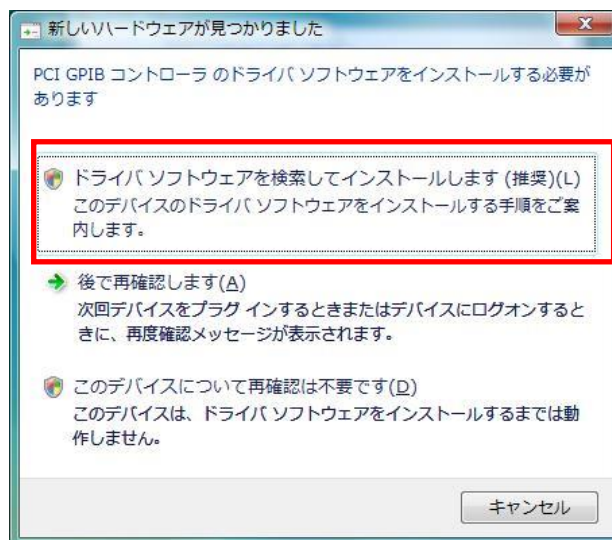 新しいハードウェアが見つかりました
PCI GPIB コントローラ のドライバ ソフトウェアをインストールする必要が
あります
ドライバ ソフトウェアを検索してインストールします (推奨)(L)
このデバイスのドライバ ソフトウェアをインストールする手順をご案
内します。
後で再確認します(A)
次回デバイスをプラグ インするときまたはデバイスにログオンすると
きに、再度確認メッセージが表示されます。
このデバイスについて再確認は不要です(D)
このデバイスは、ドライバ ソフトウェアをインストールするまでは動
作しません。
キャンセル